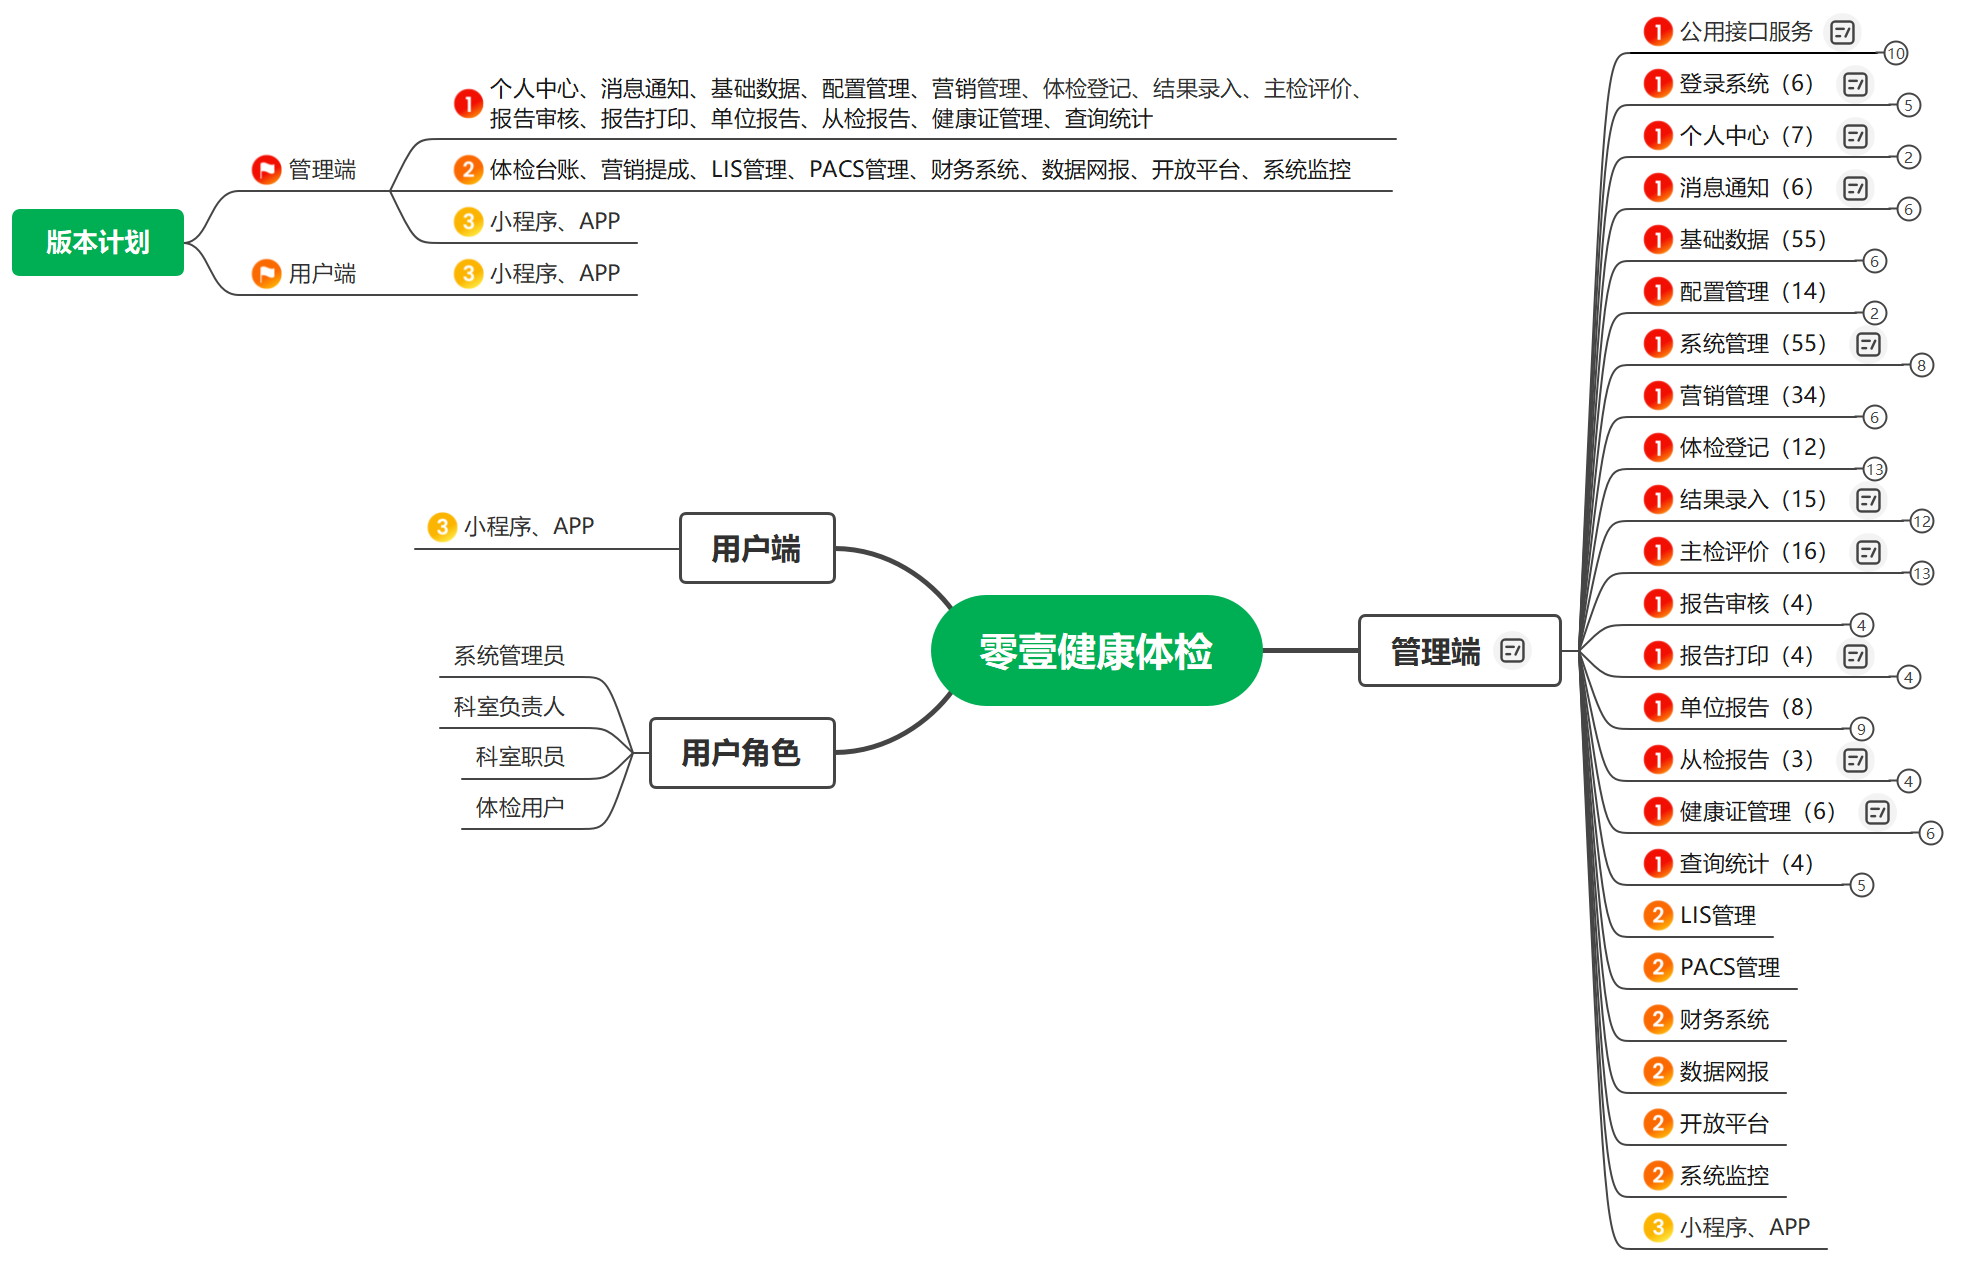 版本计划
管理端
1 个人中心、消息通知、基础数据、配置管理、营销管理、体检登记、结果录入、主检评价、
报告审核、报告打印、单位报告、从检报告、健康证管理、查询统计
2 体检台账、营销提成、LIS管理、PACS管理、财务系统、数据网报、开放平台、系统监控
3 小程序、APP
用户端
3 小程序、APP
零壹健康体检
用户端
3 小程序、APP
用户角色
系统管理员
科室负责人
科室职员
体检用户
管理端
1 公用接口服务 10
1 登录系统（6） 5
1 个人中心（7） 2
1 消息通知（6） 6
1 基础数据（55） 6
1 配置管理（14） 2
1 系统管理（55） 8
1 营销管理（34） 6
1 体检登记（12） 13
1 结果录入（15） 12
1 主检评价（16） 13
1 报告审核（4） 4
1 报告打印（4） 4
1 单位报告（8） 9
1 从检报告（3） 4
1 健康证管理（6） 6
1 查询统计（4） 5
2 LIS管理
2 PACS管理
2 财务系统
2 数据网报
2 开放平台
2 系统监控
3 小程序、APP